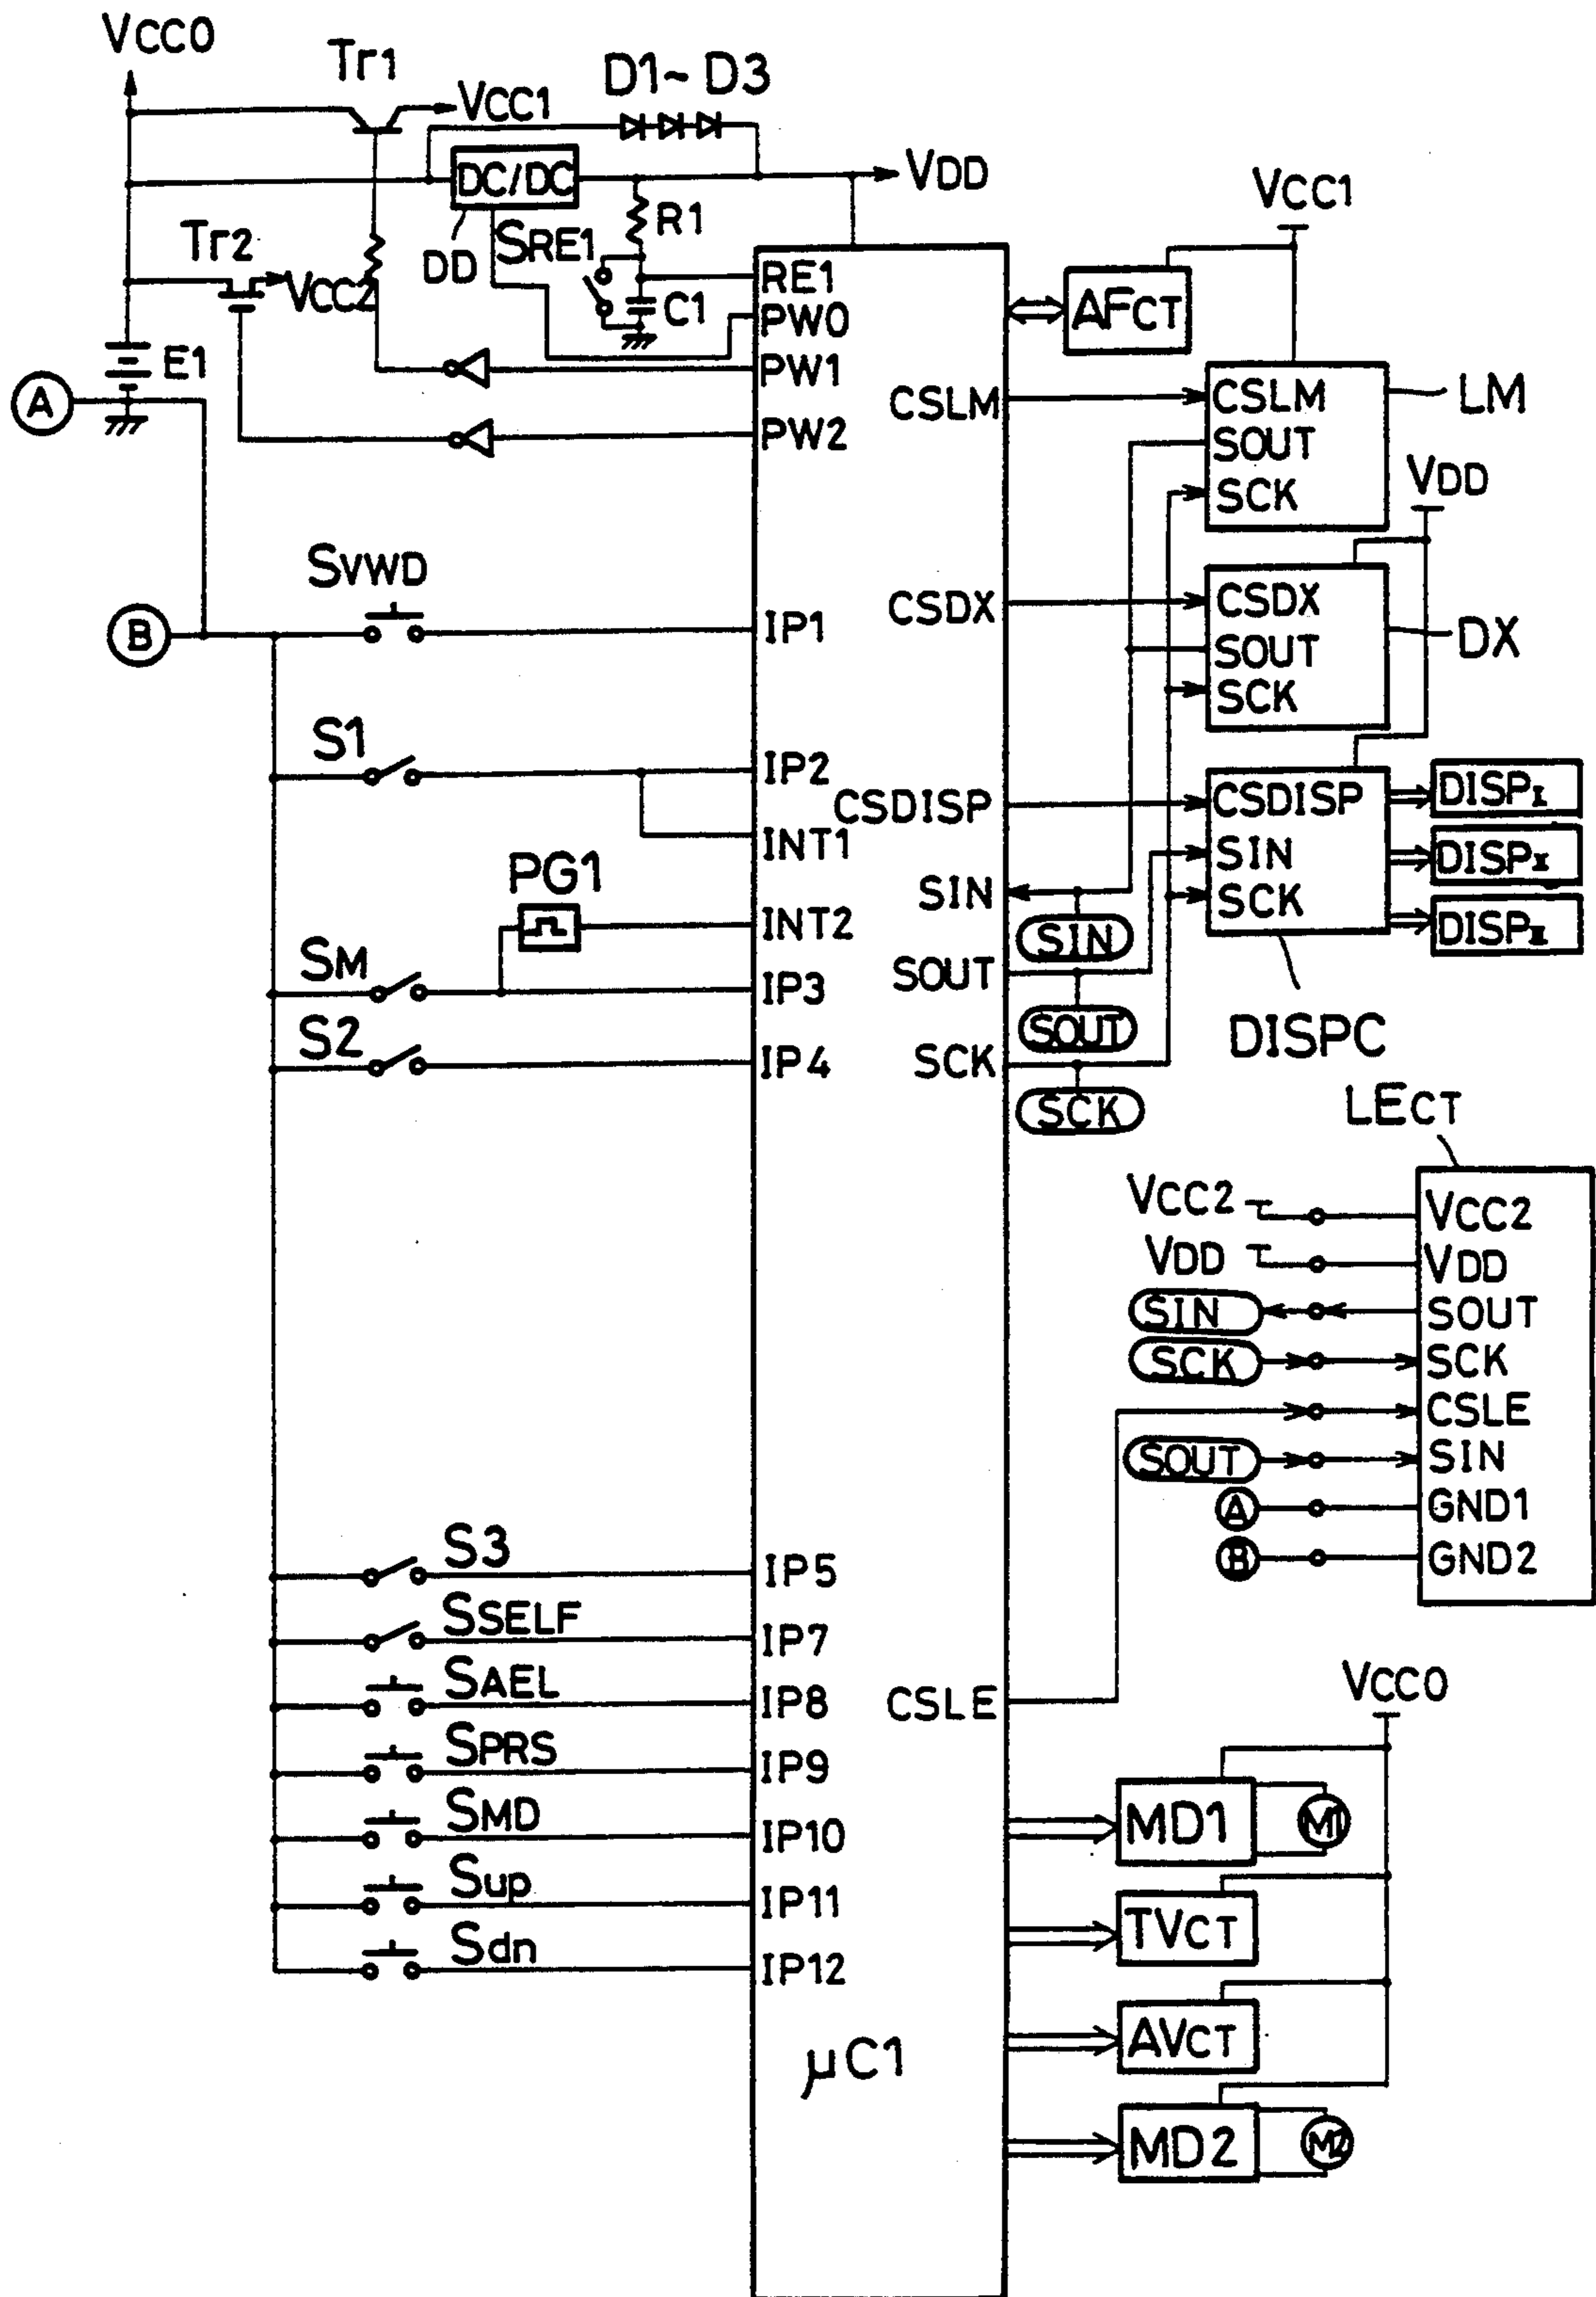 VCC0
Tr1
VCC1
D1~D3
DC/DC
VDD
VCC1
Tr2
VCC2
DD
SRE1
R1
RE1
C1
PW0
AFCT
E1
A
PW1
CSLM
CSLM
LM
SOUT
PW2
SCK
VDD
SVWD
B
IP1
CSDX
CSDX
SOUT
DX
SCK
S1
IP2
CSDISP
CSDISP
DISPI
INT1
SIN
PG1
SIN
SCK
INT2
SIN
SM
IP3
SOUT
S2
SOUT
DISPC
IP4
SCK
SCK
LECT
VCC2
VCC2
VDD
VDD
SIN
SOUT
SCK
SCK
CSLE
SOUT
SIN
A
GND1
S3
IP5
B
GND2
SSELF
IP7
SAEL
IP8
CSLE
VCC0
SPRS
IP9
SMD
IP10
MD1
M1
Sup
IP11
TVCT
Sdn
IP12
AVCT
μC1
MD2
M2